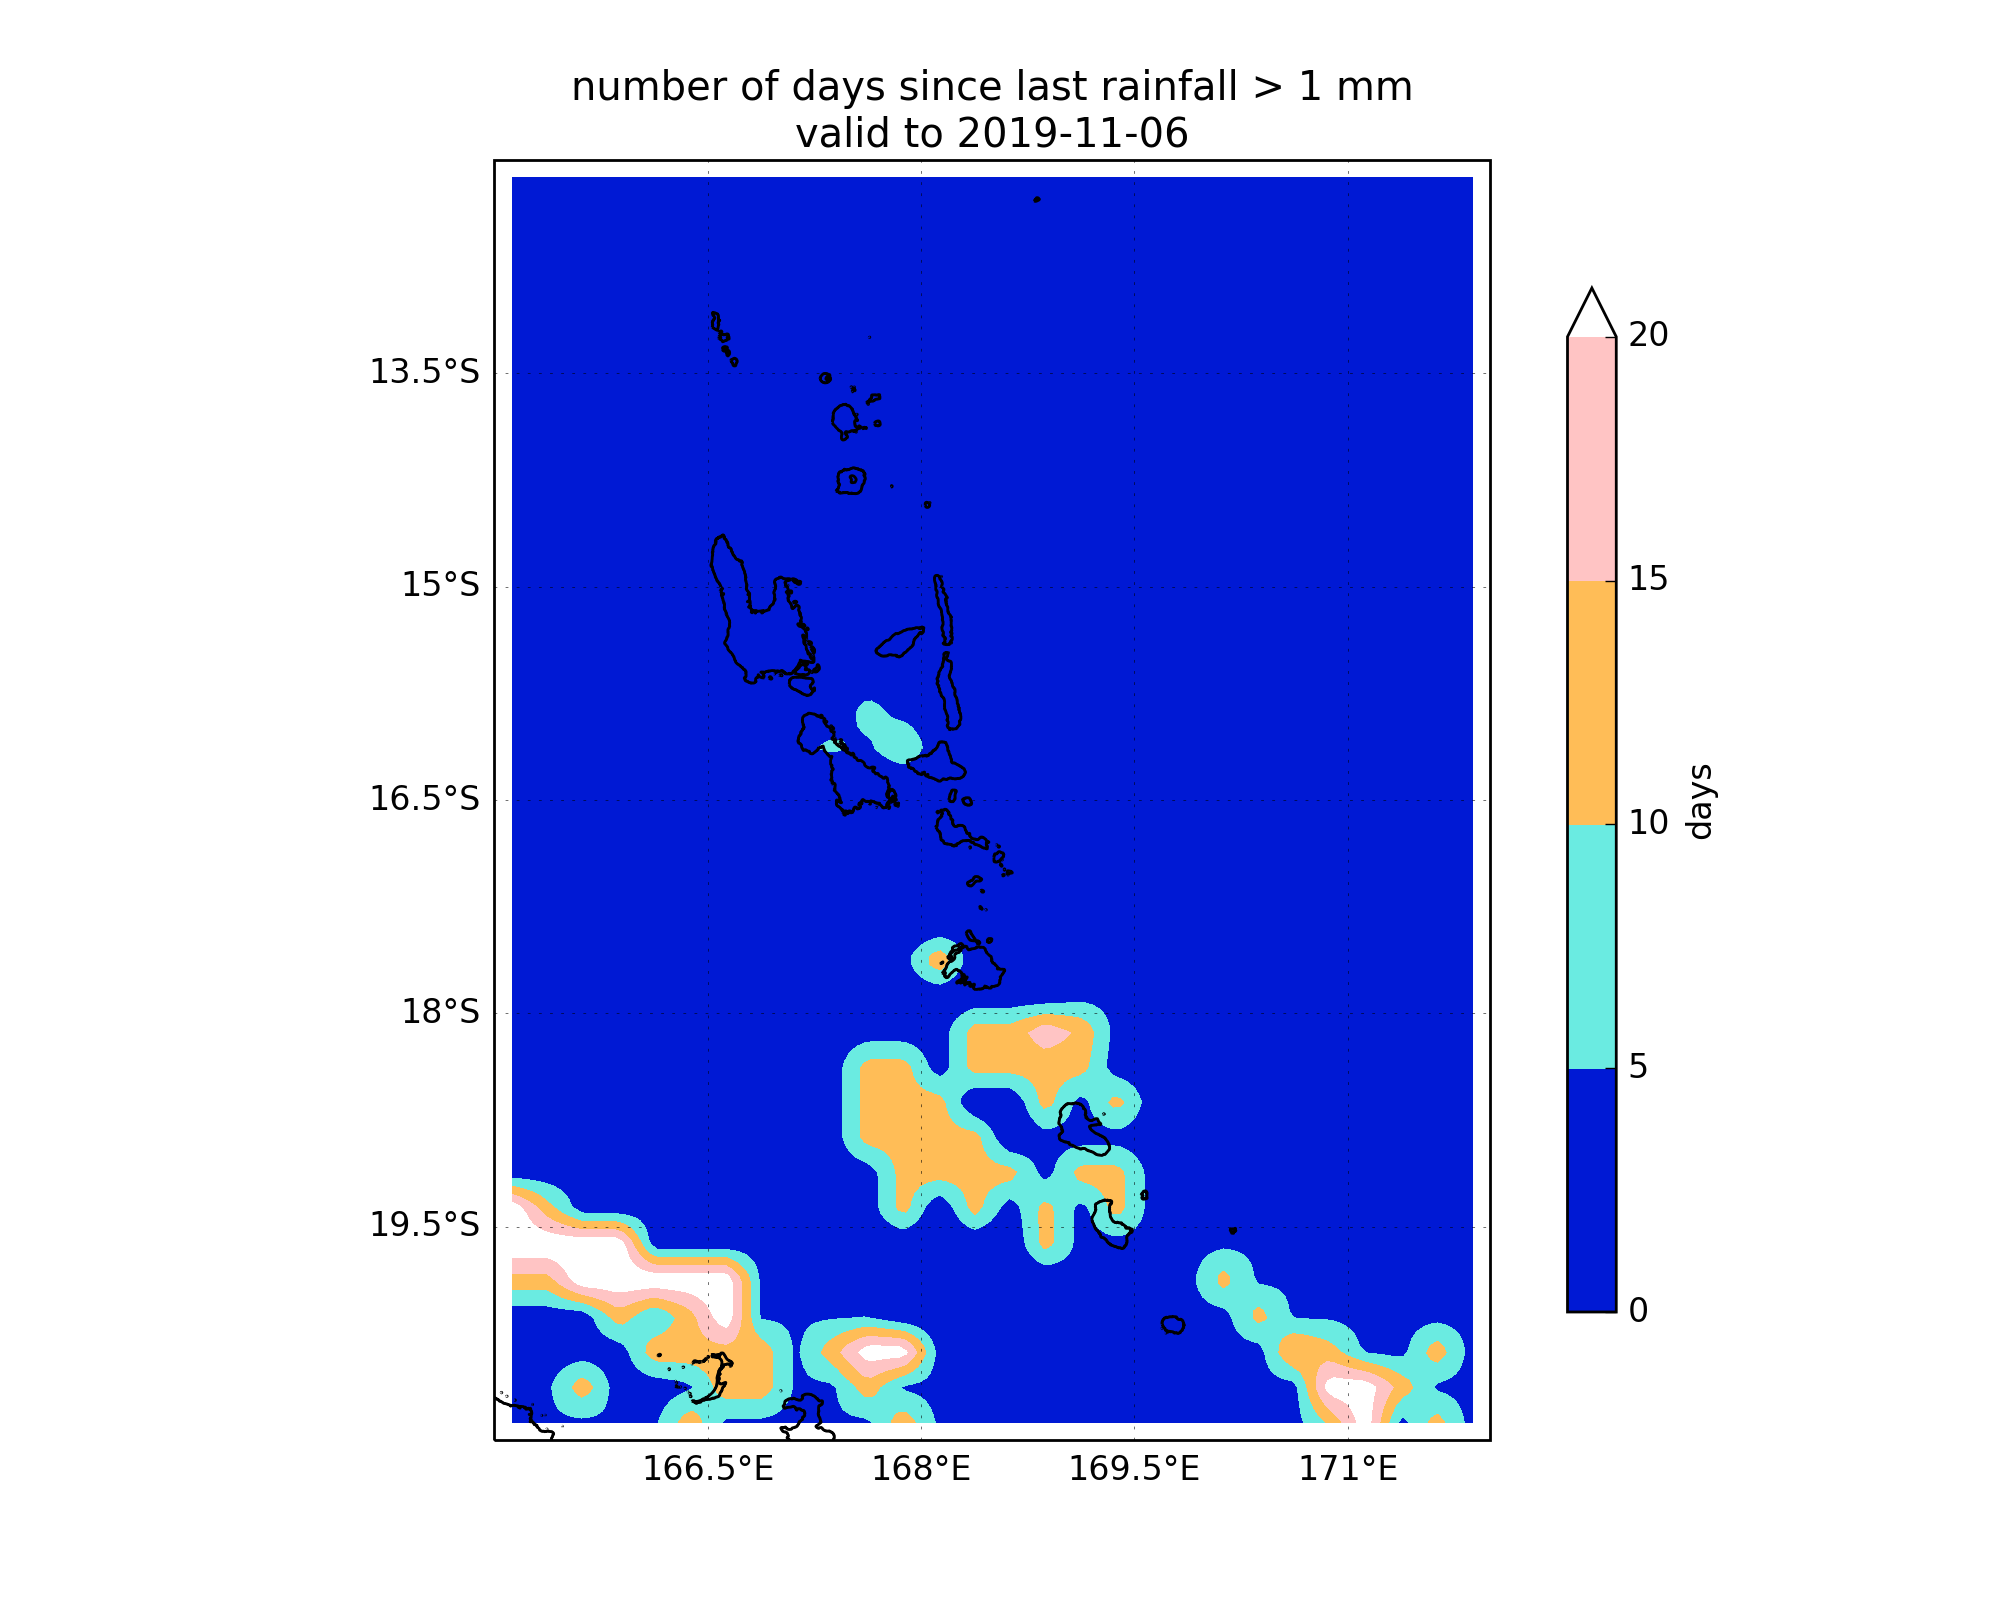 number of days since last rainfall > 1 mm
valid to 2019-11-06
13.5°S
15°S
16.5°S
18°S
19.5°S
166.5°E
168°E
169.5°E
171°E
20
15
10
5
0
days